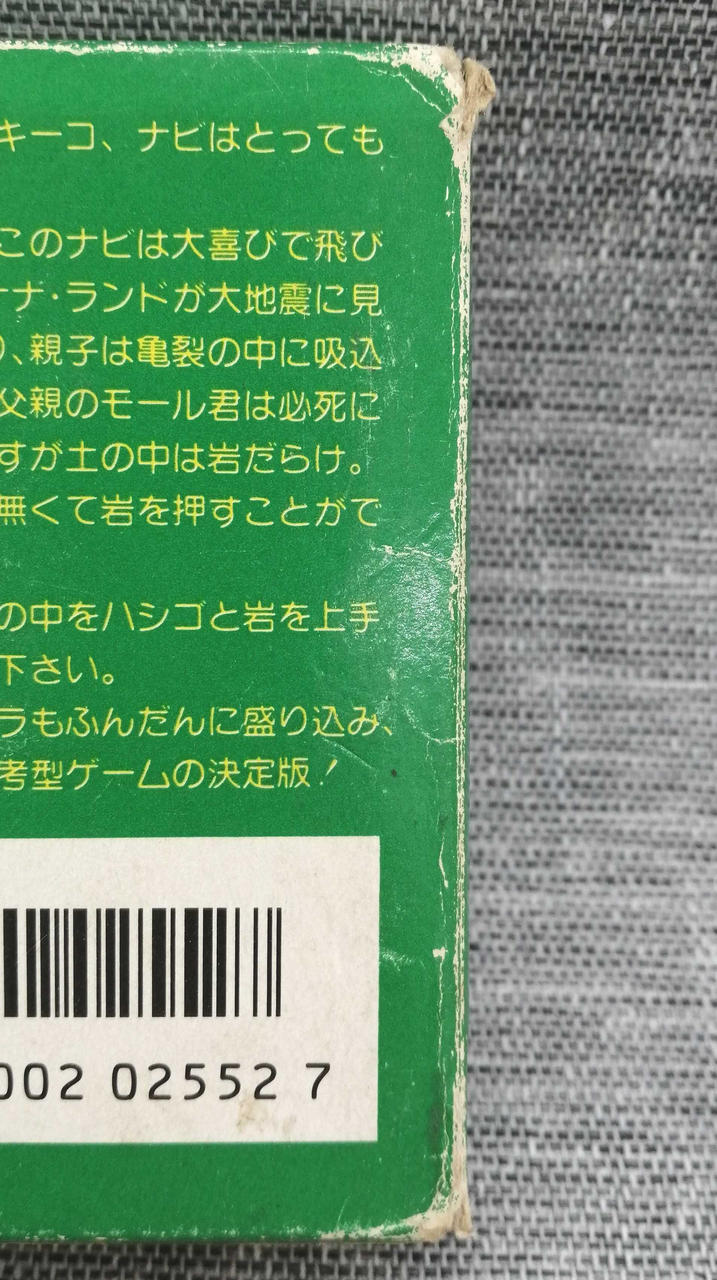 キーコ、ナビはとっても
このナビは大喜びで飛び
ナ・ランドが大地震に見
、親子は亀裂の中に吸込
父親のモール君は必死に
すが土の中は岩だらけ。
無くて岩を押すことがで
の中をハシゴと岩を上手
下さい。
ラもふんだんに盛り込み、
考型ゲームの決定版！
002 02552 7